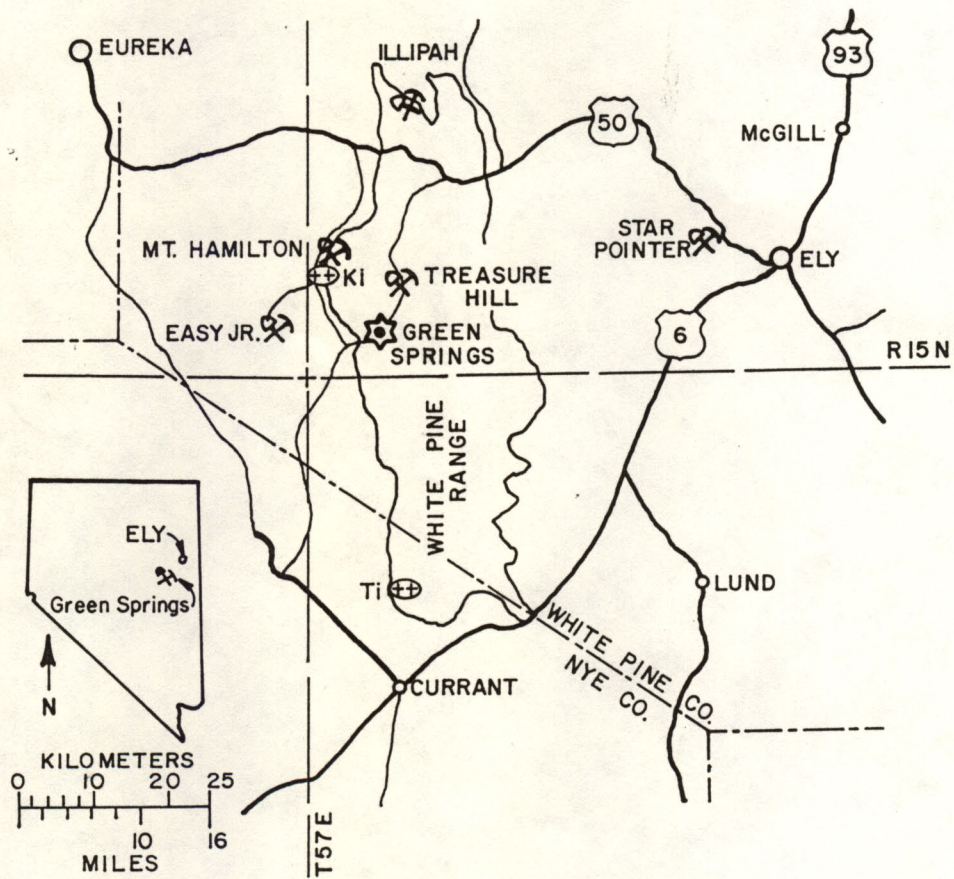 EUREKA
ILLIPAH
93
50
McGILL
STAR
POINTER
MT. HAMILTON
ELY
Ki
TREASURE
HILL
EASY JR.
GREEN
SPRINGS
6
R 15 N
WHITE PINE
RANGE
ELY
Green Springs
Ti
LUND
WHITE PINE CO.
NYE CO.
N
CURRANT
KILOMETERS
0 10 20 25
10 16
MILES
T57E